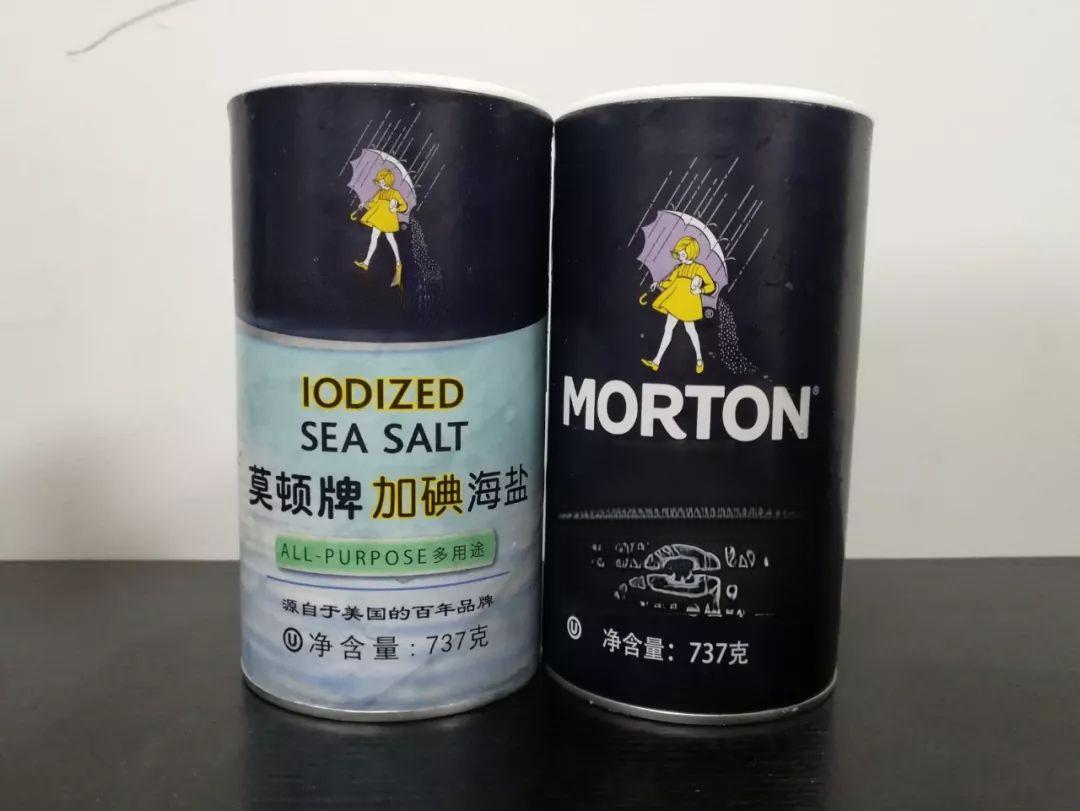 IODIZED
SEA SALT
莫顿牌 加碘海盐
ALL-PURPOSE多用途
源自于美国的百年品牌
U 净含量：737克
MORTON®
U 净含量：737克